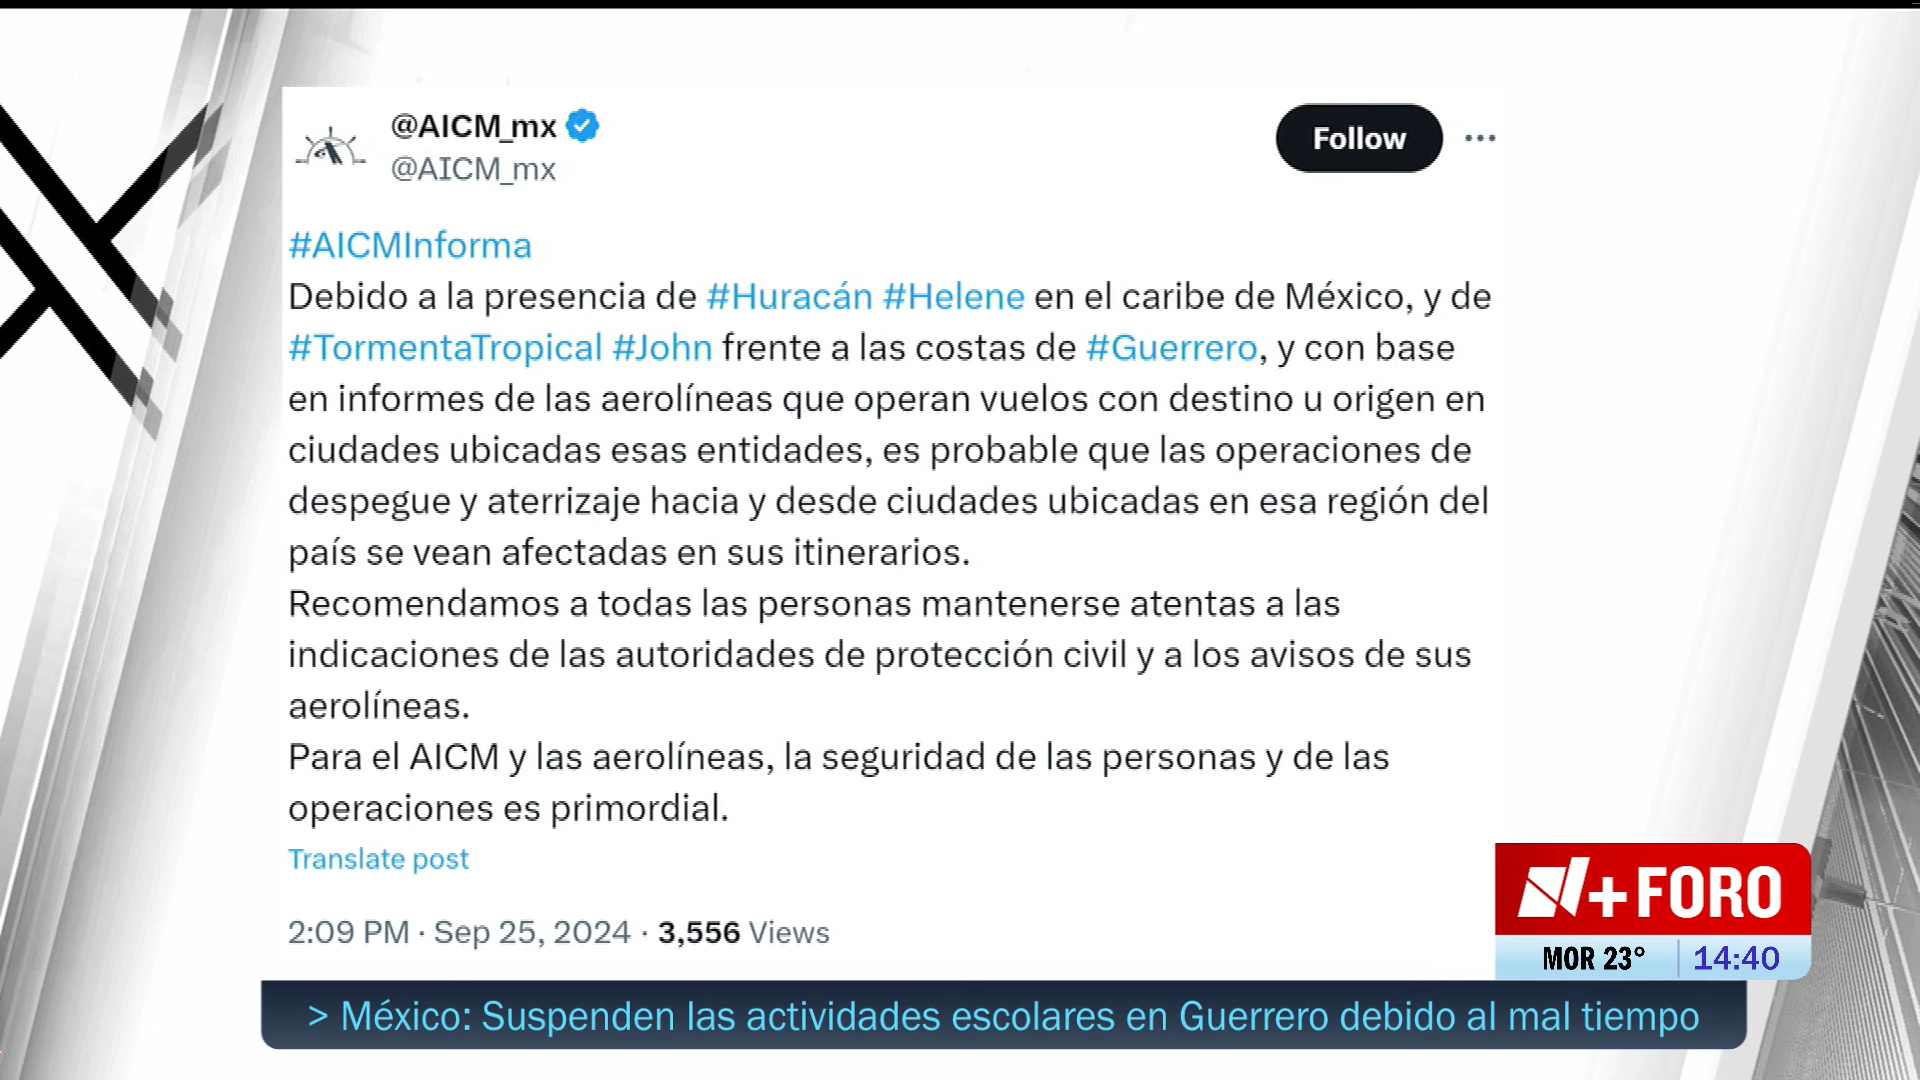 @AICM_mx
@AICM_mx
Follow
#AICMInforma
Debido a la presencia de #Huracán #Helene en el caribe de México, y de
#TormentaTropical #John frente a las costas de #Guerrero, y con base
en informes de las aerolíneas que operan vuelos con destino u origen en
ciudades ubicadas esas entidades, es probable que las operaciones de
despegue y aterrizaje hacia y desde ciudades ubicadas en esa región del
país se vean afectadas en sus itinerarios.
Recomendamos a todas las personas mantenerse atentas a las
indicaciones de las autoridades de protección civil y a los avisos de sus
aerolíneas.
Para el AICM y las aerolíneas, la seguridad de las personas y de las
operaciones es primordial.
Translate post
2:09 PM · Sep 25, 2024 · 3,556 Views
N+ FORO
MOR 23° 14:40
> México: Suspenden las actividades escolares en Guerrero debido al mal tiempo